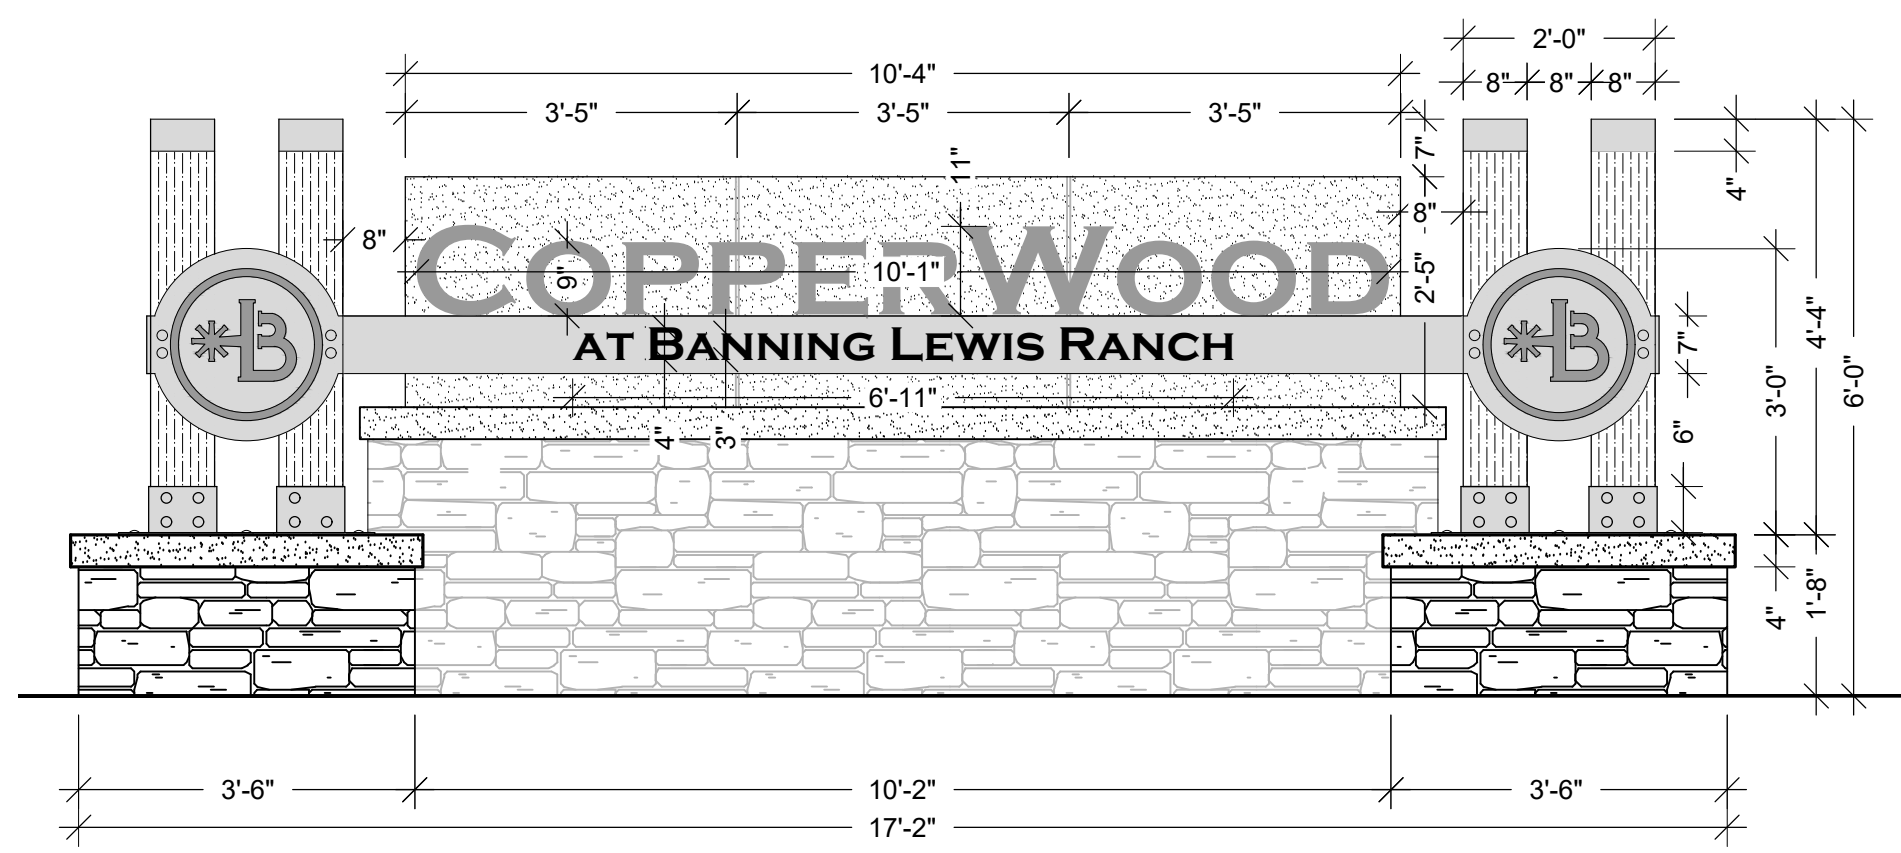 2'-0"
10'-4"
8" 8" 8"
3'-5" 3'-5" 3'-5"
7"
11"
4"
8" 8"
COPPERWOOD
9" 10'-1" 2'-5"
AT BANNING LEWIS RANCH
B B
7" 3'-0" 4'-4" 6'-0"
6'-11"
4" 3" 6"
4" 1'-8"
3'-6" 10'-2" 3'-6"
17'-2"